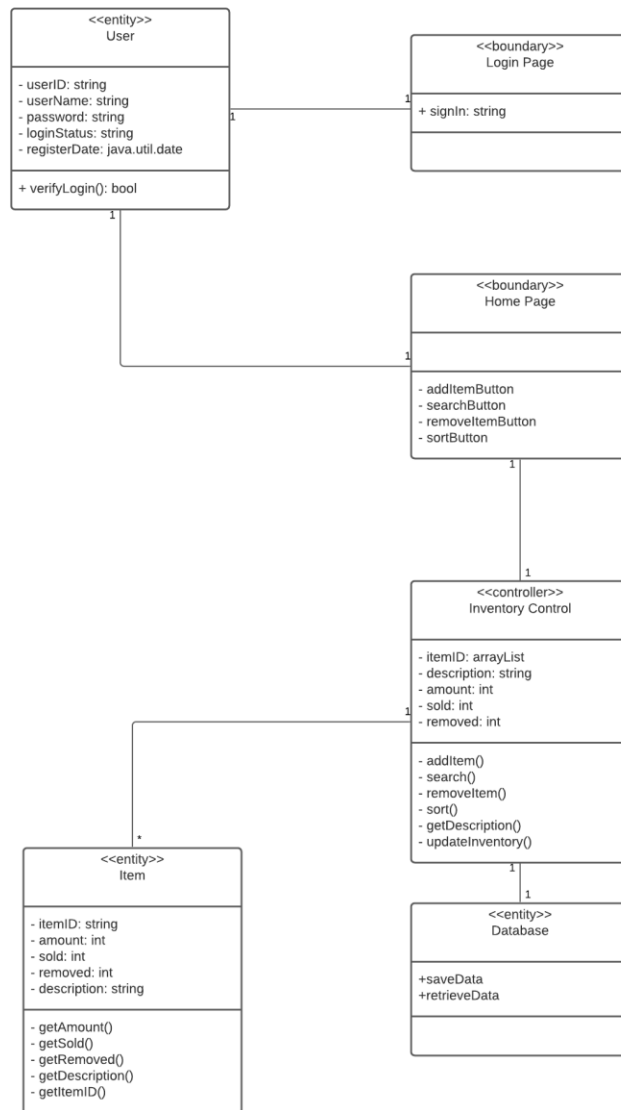 <<entity>>
User
- userID: string
- userName: string
- password: string
- loginStatus: string
- registerDate: java.util.date
+ verifyLogin(): bool
1
1
<<boundary>>
Login Page
+ signIn: string
1
1
<<boundary>>
Home Page
- addItemButton
- searchButton
- removeItemButton
- sortButton
1
1
<<controller>>
Inventory Control
- itemID: arrayList
- description: string
- amount: int
- sold: int
- removed: int
- addItem()
- search()
- removeItem()
- sort()
- getDescription()
- updateInventory()
1
*
<<entity>>
Item
- itemID: string
- amount: int
- sold: int
- removed: int
- description: string
- getAmount()
- getSold()
- getRemoved()
- getDescription()
- getItemID()
1
1
<<entity>>
Database
+saveData
+retrieveData